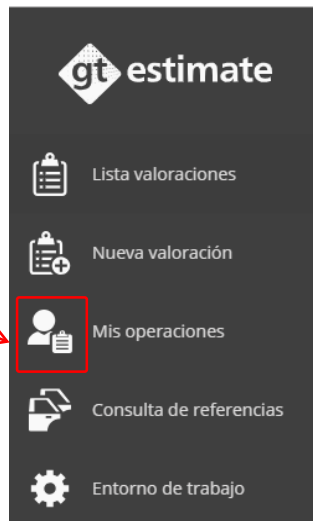 gt estimate
Lista valoraciones
Nueva valoración
Mis operaciones
Consulta de referencias
Entorno de trabajo